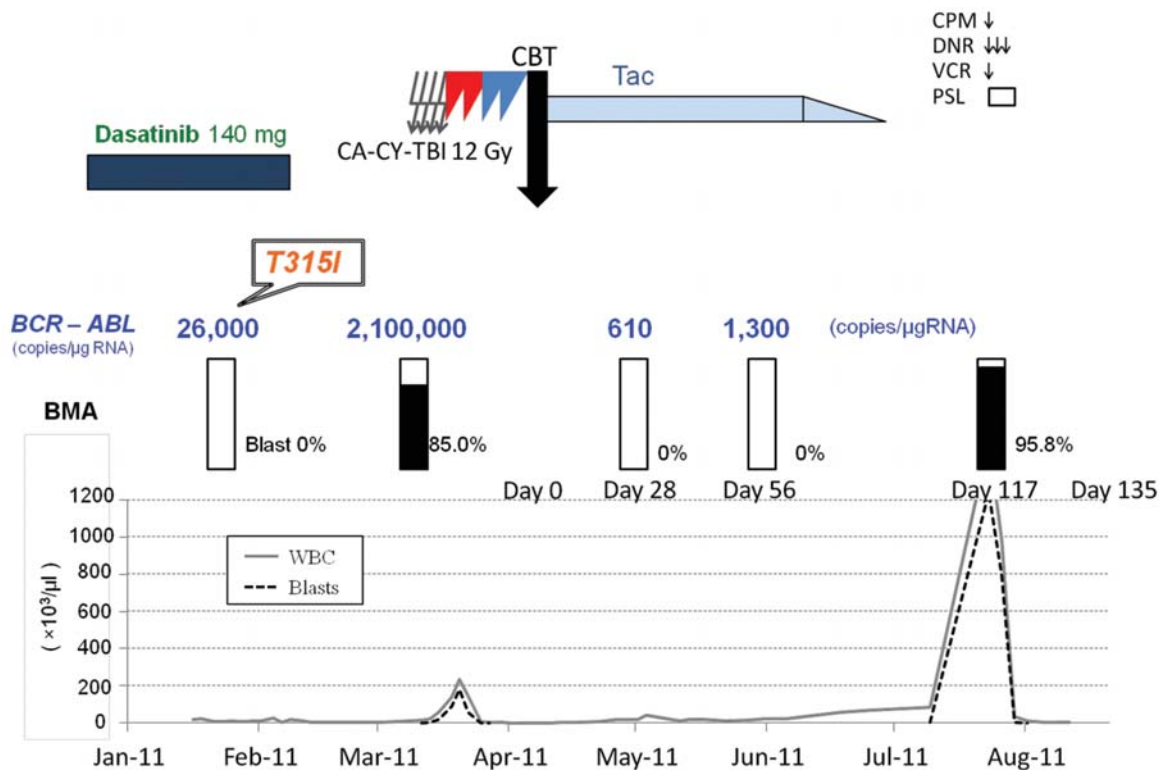 CPM ↓
DNR ↓↓↓
VCR ↓
PSL
CBT
Tac
Dasatinib 140 mg
CA-CY-TBI 12 Gy
T315I
BCR – ABL 26,000 2,100,000 610 1,300 (copies/µgRNA)
(copies/µg RNA)
BMA
Blast 0% 85.0% 0% 0% 95.8%
Day 0 Day 28 Day 56 Day 117 Day 135
1200
1000
800
600
400
200
0
( ×10³/µl )
WBC
Blasts
Jan-11 Feb-11 Mar-11 Apr-11 May-11 Jun-11 Jul-11 Aug-11